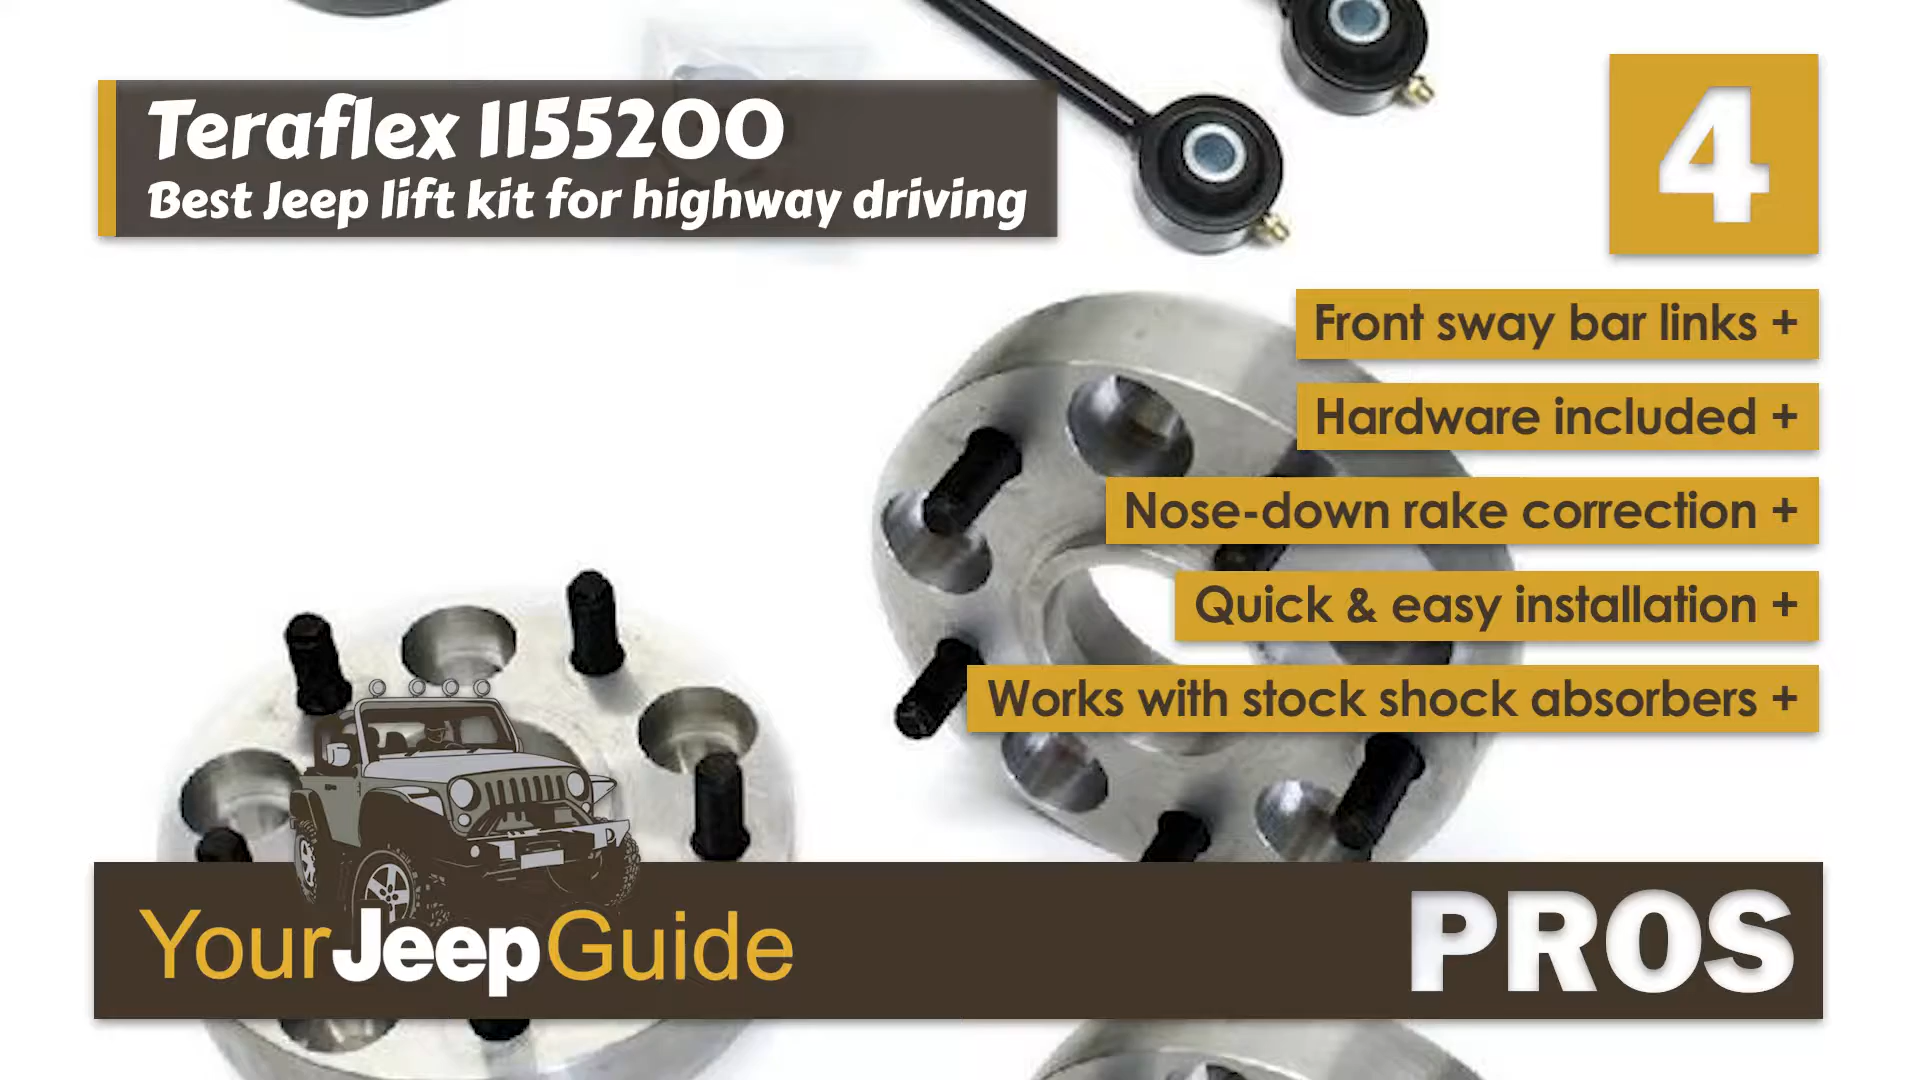 Teraflex 1155200
Best Jeep lift kit for highway driving
4
Front sway bar links +
Hardware included +
Nose-down rake correction +
Quick & easy installation +
Works with stock shock absorbers +
YourJeepGuide
PROS